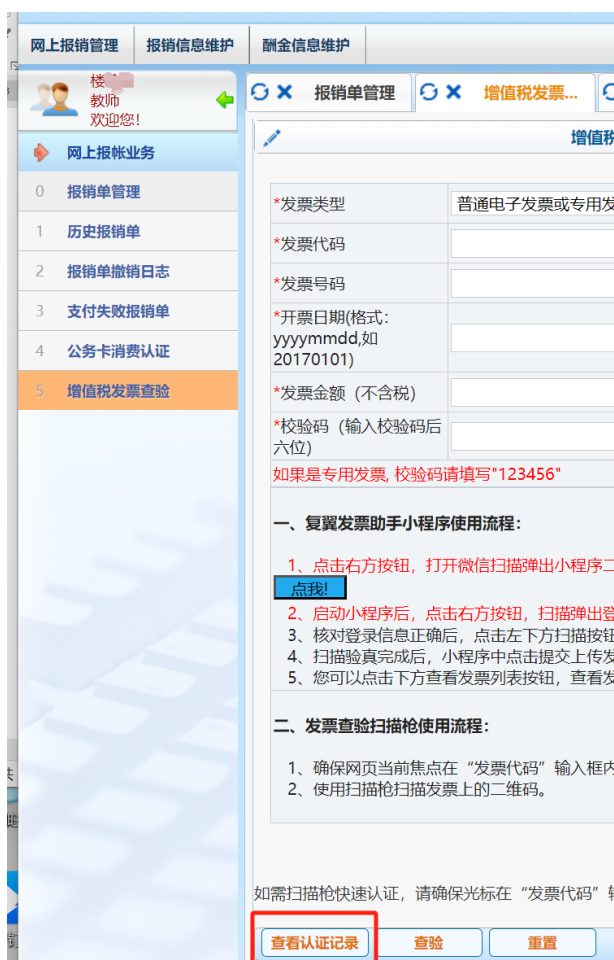 网上报销管理 报销信息维护 酬金信息维护
楼
教师
欢迎您!
报销单管理 增值税发票...
网上报帐业务
增值税
0 报销单管理
1 历史报销单
2 报销单撤销日志
3 支付失败报销单
4 公务卡消费认证
5 增值税发票查验
*发票类型 普通电子发票或专用发
*发票代码
*发票号码
*开票日期(格式:
yyyymmdd,如
20170101)
*发票金额（不含税）
*校验码（输入校验码后
六位)
如果是专用发票, 校验码请填写"123456"
一、复翼发票助手小程序使用流程：
1、点击右方按钮，打开微信扫描弹出小程序二
点我!
2、启动小程序后，点击右方按钮，扫描弹出登
3、核对登录信息正确后，点击左下方扫描按钮
4、扫描验真完成后，小程序中点击提交上传发
5、您可以点击下方查看发票列表按钮，查看发
二、发票查验扫描枪使用流程：
1、确保网页当前焦点在“发票代码”输入框内
2、使用扫描枪扫描发票上的二维码。
如需扫描枪快速认证，请确保光标在“发票代码”输
查看认证记录 查验 重置